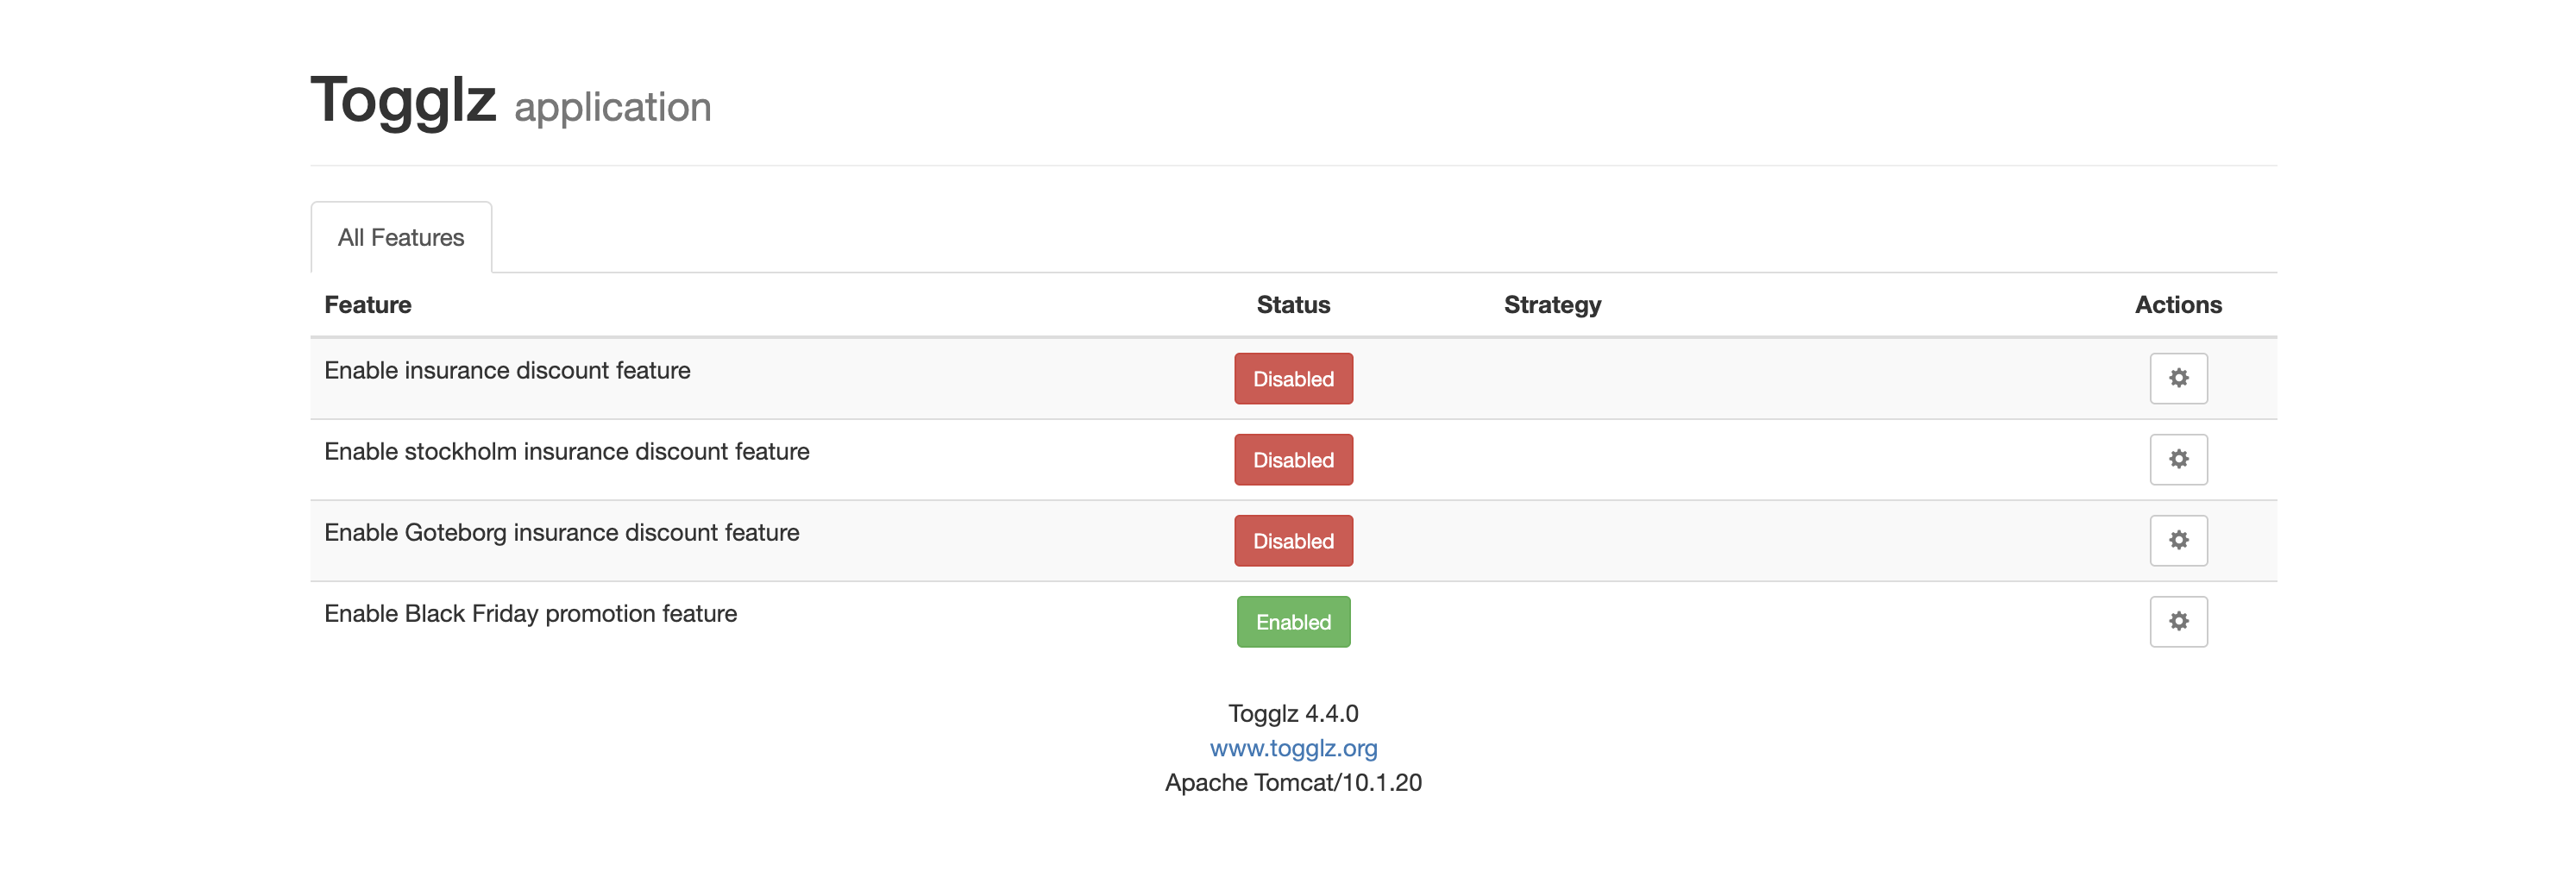 Togglz application
All Features
Feature Status Strategy Actions
Enable insurance discount feature Disabled
Enable stockholm insurance discount feature Disabled
Enable Goteborg insurance discount feature Disabled
Enable Black Friday promotion feature Enabled
Togglz 4.4.0
www.togglz.org
Apache Tomcat/10.1.20